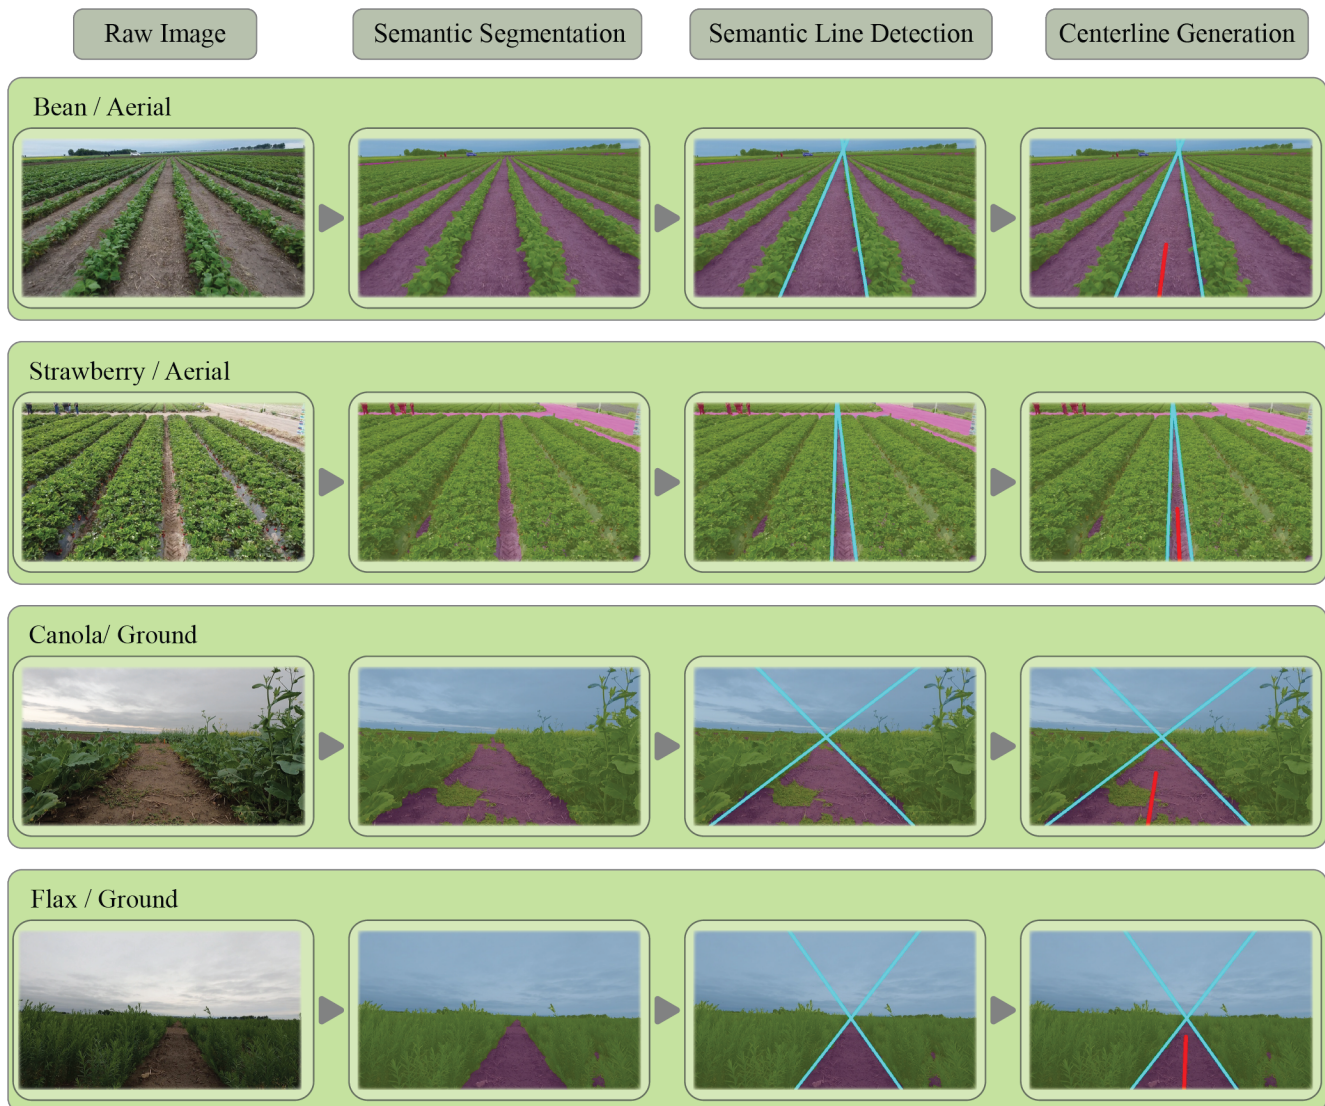 Raw Image
Semantic Segmentation
Semantic Line Detection
Centerline Generation
Bean / Aerial
Strawberry / Aerial
Canola/ Ground
Flax / Ground